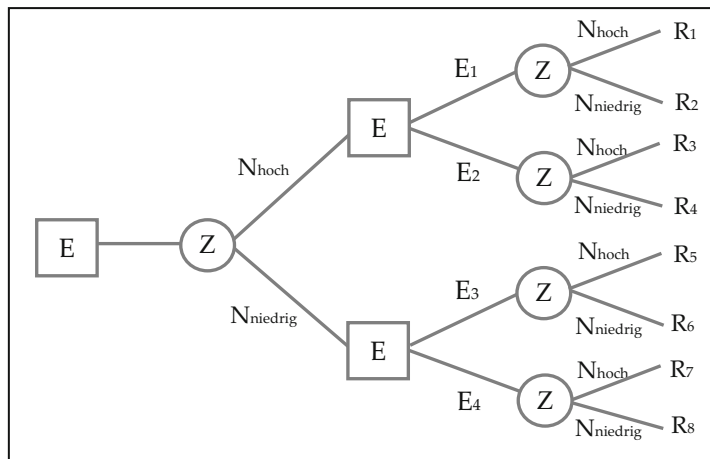 Nhoch
R1
E1
Z
Nniedrig
R2
E
Nhoch
R3
E2
Z
Nniedrig
R4
Nhoch
E
Z
Nniedrig
Nhoch
R5
E3
Z
Nniedrig
R6
E
Nhoch
R7
E4
Z
Nniedrig
R8